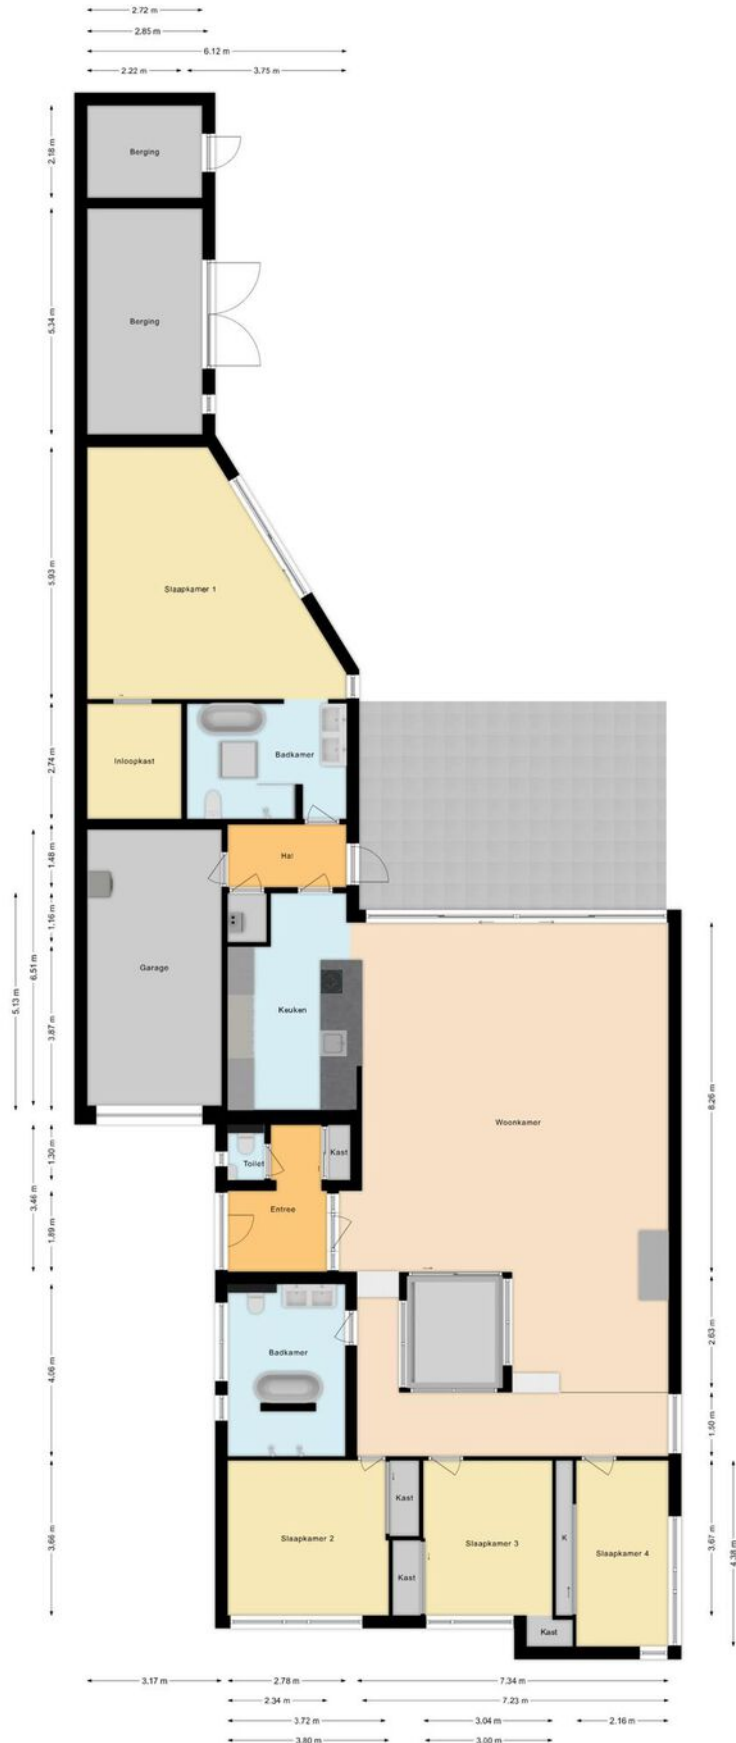 2.72 m
2.85 m
6.12 m
2.22 m
3.75 m
2.18 m
Berging
5.34 m
Berging
5.93 m
Slaapkamer 1
2.74 m
Inloopkast
Badkamer
1.48 m
Hal
1.16 m
6.51 m
5.13 m
Garage
3.87 m
Keuken
8.26 m
Woonkamer
1.30 m
Toilet
Kast
3.46 m
1.89 m
Entree
4.06 m
Badkamer
2.63 m
1.50 m
3.66 m
Slaapkamer 2
Kast
Kast
Slaapkamer 3
K
Slaapkamer 4
Kast
3.67 m
4.38 m
3.17 m
2.78 m
7.34 m
2.34 m
7.23 m
3.72 m
3.04 m
2.16 m
3.80 m
3.00 m